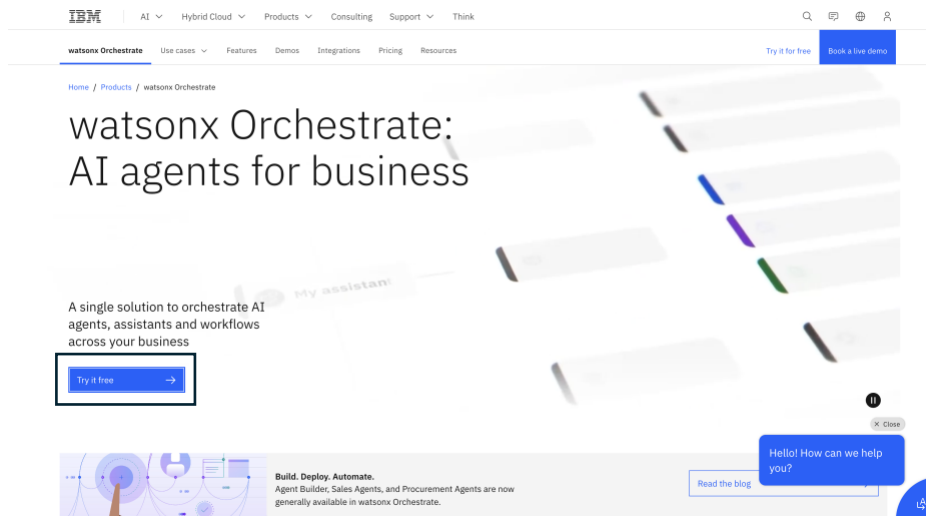 IBM
AI Hybrid Cloud Products Consulting Support Think
watsonx Orchestrate Use cases Features Demos Integrations Pricing Resources Try it for free Book a live demo
Home / Products / watsonx Orchestrate
watsonx Orchestrate:
AI agents for business
My assistant
A single solution to orchestrate AI
agents, assistants and workflows
across your business
Try it free →
× Close
Hello! How can we help
you?
Build. Deploy. Automate.
Agent Builder, Sales Agents, and Procurement Agents are now
generally available in watsonx Orchestrate.
Read the blog